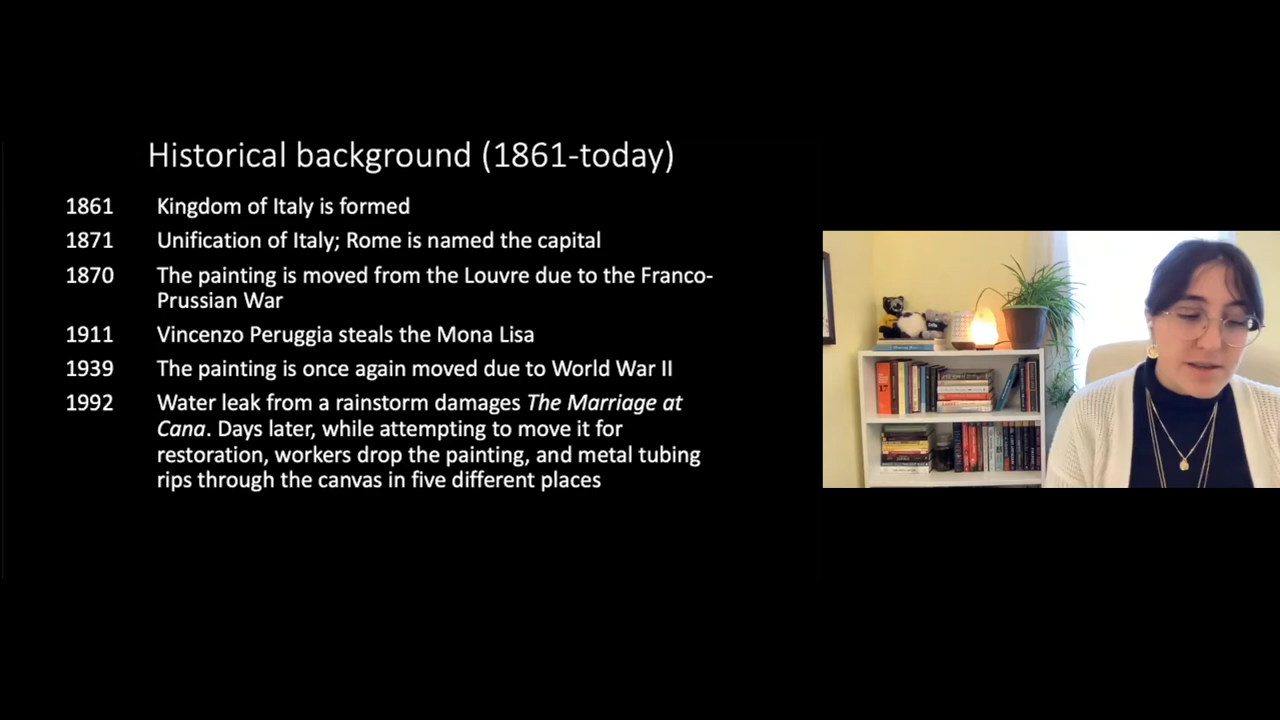 Historical background (1861-today)
1861 Kingdom of Italy is formed
1871 Unification of Italy; Rome is named the capital
1870 The painting is moved from the Louvre due to the Franco-
Prussian War
1911 Vincenzo Peruggia steals the Mona Lisa
1939 The painting is once again moved due to World War II
1992 Water leak from a rainstorm damages The Marriage at
Cana. Days later, while attempting to move it for
restoration, workers drop the painting, and metal tubing
rips through the canvas in five different places
17